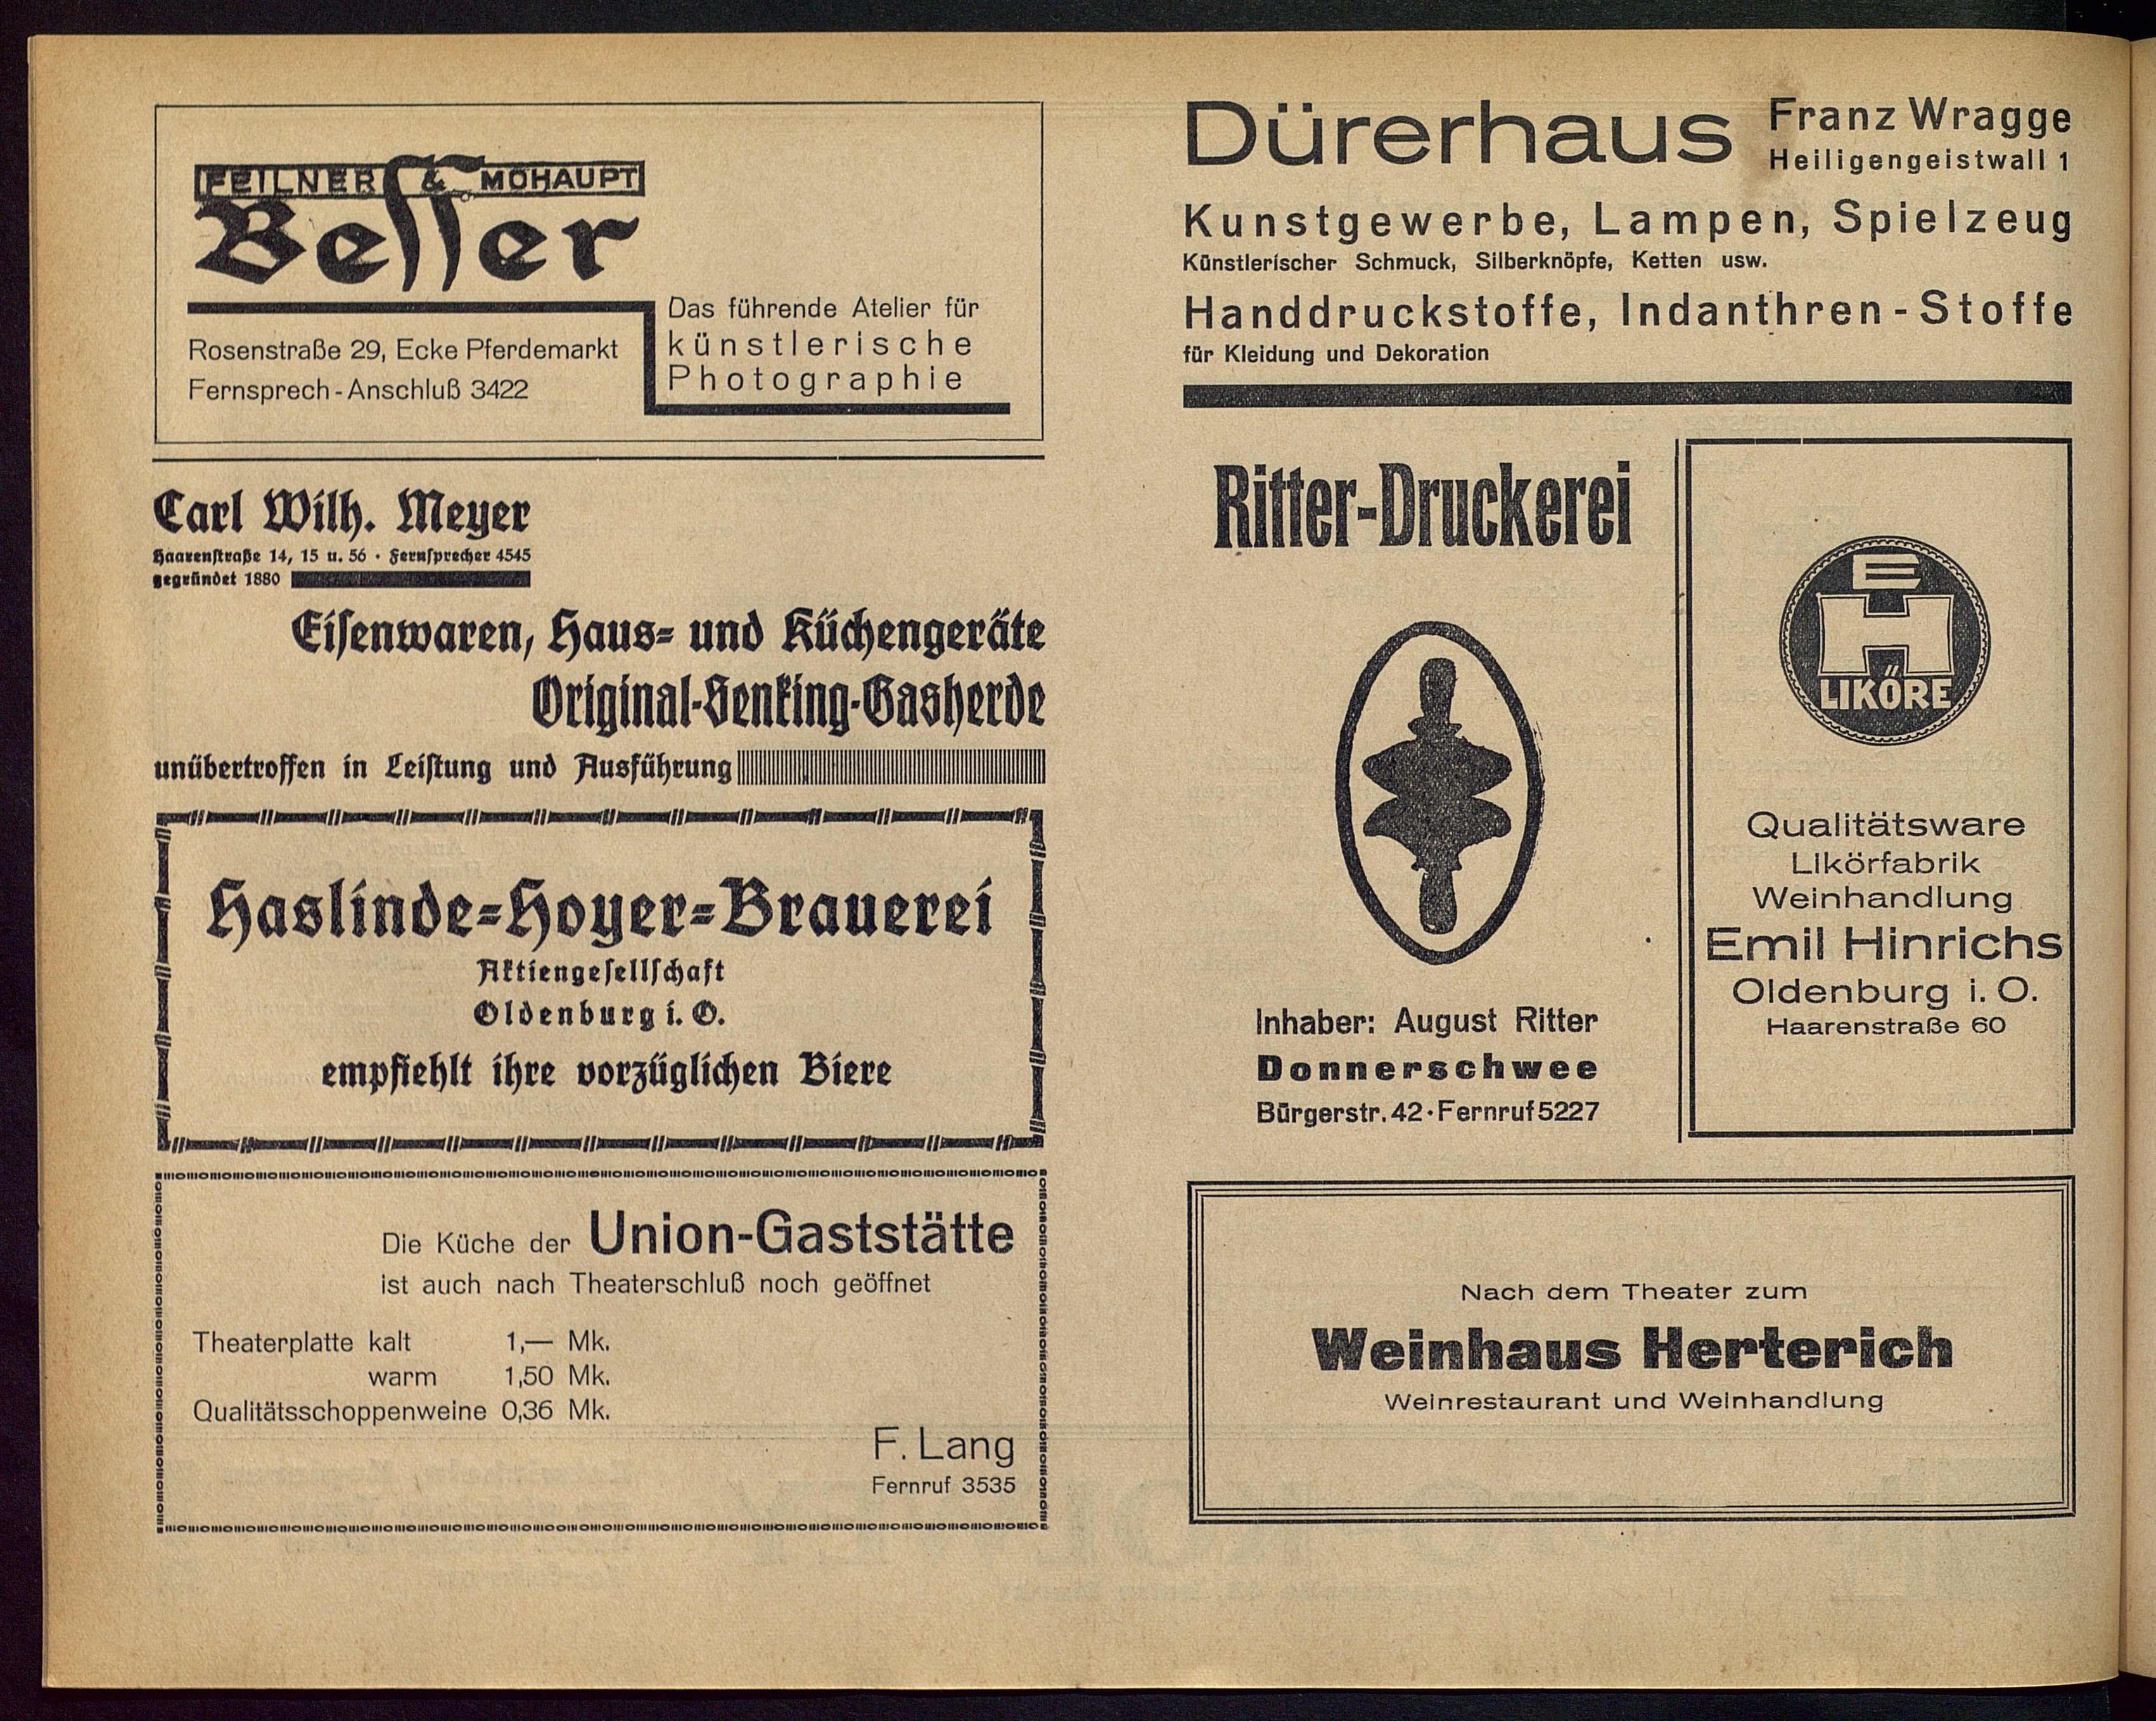 FEILNER & MOHAUPT
Besser
Das führende Atelier für
künstlerische
Photographie
Rosenstraße 29, Ecke Pferdemarkt
Fernsprech-Anschluß 3422
Carl Wilh. Meyer
Haarenstraße 14, 15 u. 56 · Fernsprecher 4545
gegründet 1880
Eisenwaren, Haus- und Küchengeräte
Original-Senking-Gasherde
unübertroffen in Leistung und Ausführung
Haslinde-Hoyer-Brauerei
Aktiengesellschaft
Oldenburg i. O.
empfiehlt ihre vorzüglichen Biere
Die Küche der Union-Gaststätte
ist auch nach Theaterschluß noch geöffnet
Theaterplatte kalt 1,— Mk.
warm 1,50 Mk.
Qualitätsschoppenweine 0,36 Mk.
F. Lang
Fernruf 3535
Dürerhaus Franz Wragge
Heiligengeistwall 1
Kunstgewerbe, Lampen, Spielzeug
Künstlerischer Schmuck, Silberknöpfe, Ketten usw.
Handdruckstoffe, Indanthren-Stoffe
für Kleidung und Dekoration
Ritter-Druckerei
Inhaber: August Ritter
Donnerschwee
Bürgerstr. 42 · Fernruf 5227
E
H
LIKÖRE
Qualitätsware
Likörfabrik
Weinhandlung
Emil Hinrichs
Oldenburg i. O.
Haarenstraße 60
Nach dem Theater zum
Weinhaus Herterich
Weinrestaurant und Weinhandlung